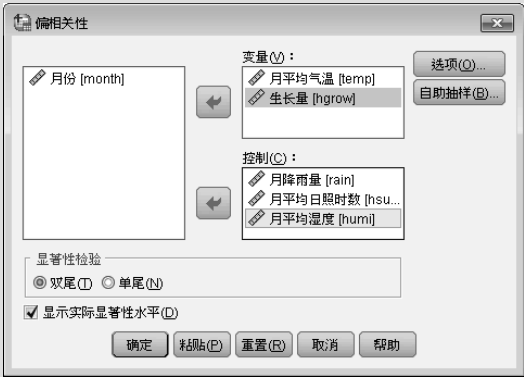 偏相关性
月份 [month]
变量(V)：
月平均气温 [temp]
生长量 [hgrow]
控制(C)：
月降雨量 [rain]
月平均日照时数 [hsu...
月平均湿度 [humi]
选项(O)...
自助抽样(B)...
显著性检验
双尾(T) 单尾(N)
显示实际显著性水平(D)
确定 粘贴(P) 重置(R) 取消 帮助